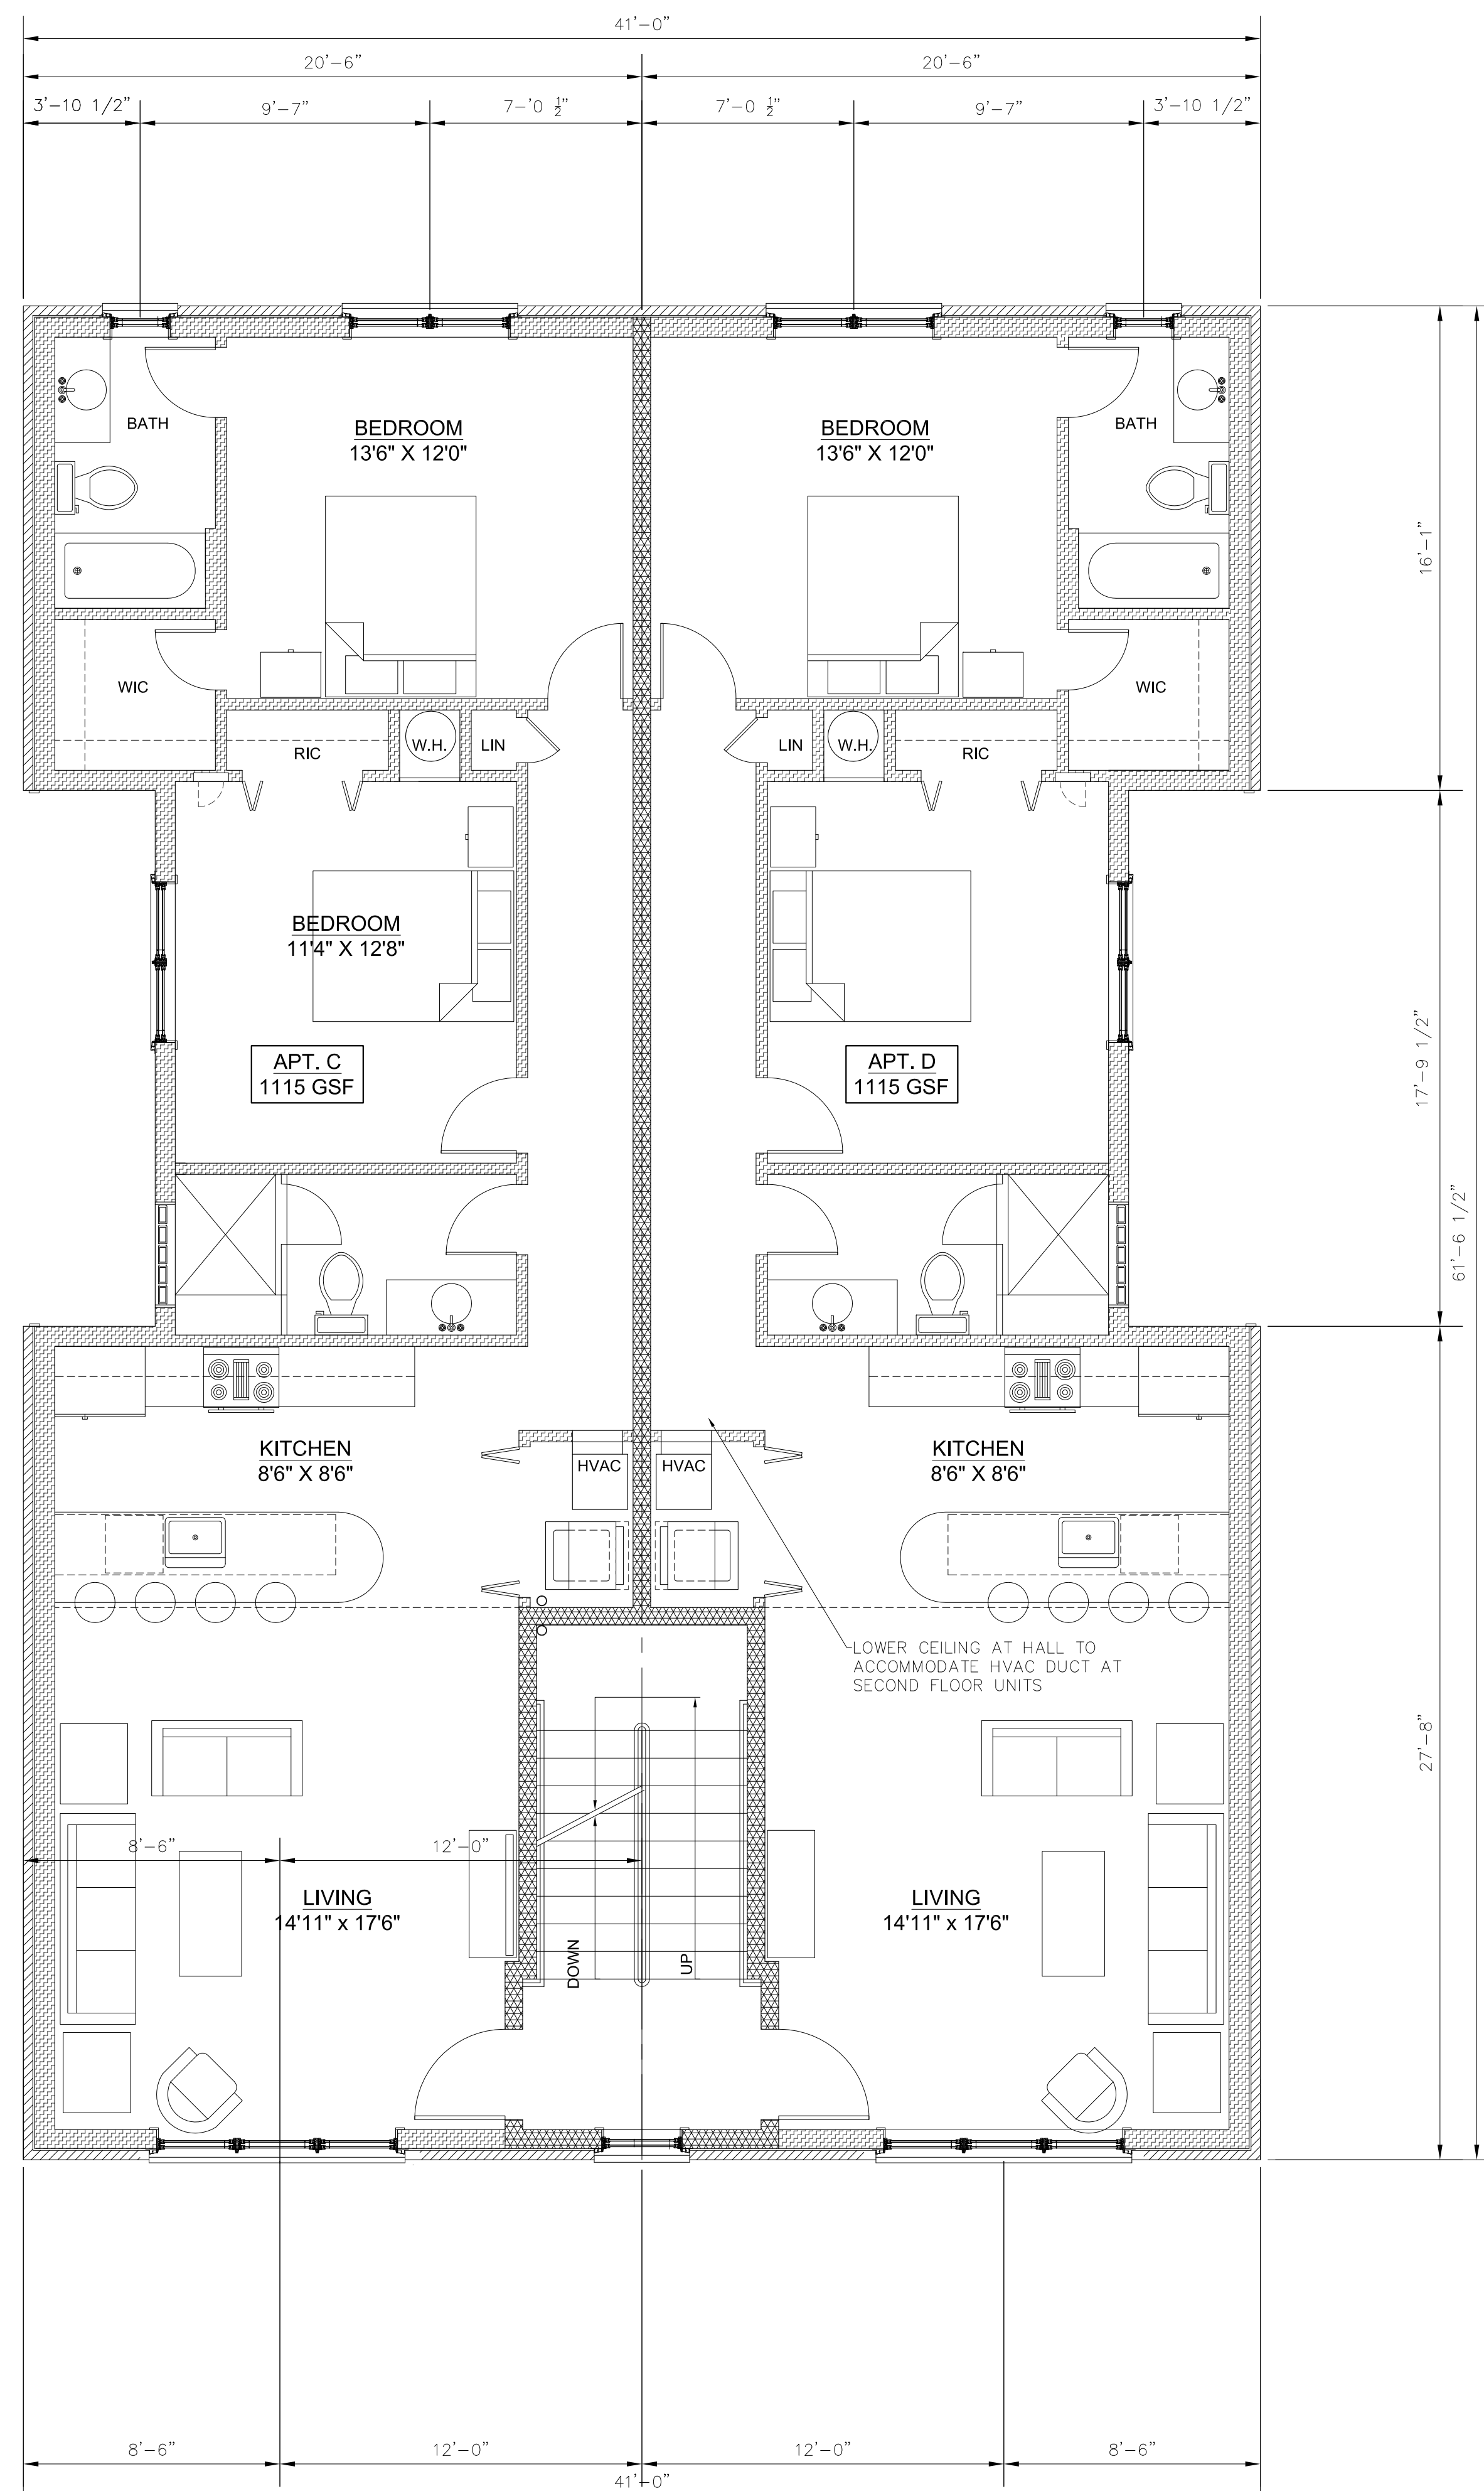 41'-0"
20'-6"
20'-6"
3'-10 1/2"
9'-7"
7-'0 ½"
7'-0 ½"
9'-7"
3'-10 1/2"
BATH
BEDROOM
13'6" X 12'0"
BEDROOM
13'6" X 12'0"
BATH
16'-1"
WIC
WIC
RIC
W.H.
LIN
LIN
W.H.
RIC
BEDROOM
11'4" X 12'8"
APT. C
1115 GSF
APT. D
1115 GSF
17'-9 1/2"
61'-6 1/2"
KITCHEN
8'6" X 8'6"
HVAC
HVAC
KITCHEN
8'6" X 8'6"
LOWER CEILING AT HALL TO
ACCOMMODATE HVAC DUCT AT
SECOND FLOOR UNITS
27'-8"
8'-6"
12'-0"
LIVING
14'11" x 17'6"
LIVING
14'11" x 17'6"
DOWN
UP
8'-6"
12'-0"
12'-0"
8'-6"
41'-0"